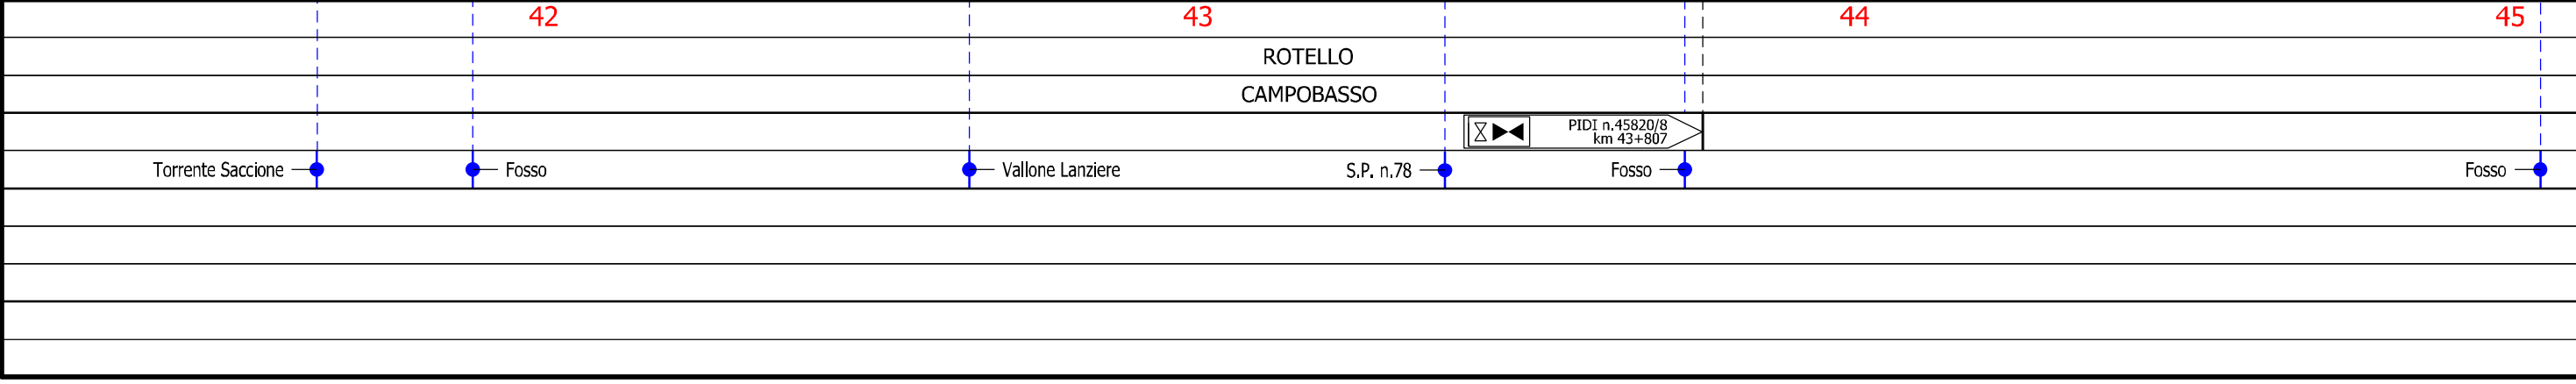 42 43 44 45
ROTELLO
CAMPOBASSO
PIDI n.45820/8
km 43+807
Torrente Saccione Fosso Vallone Lanziere S.P. n.78 Fosso Fosso